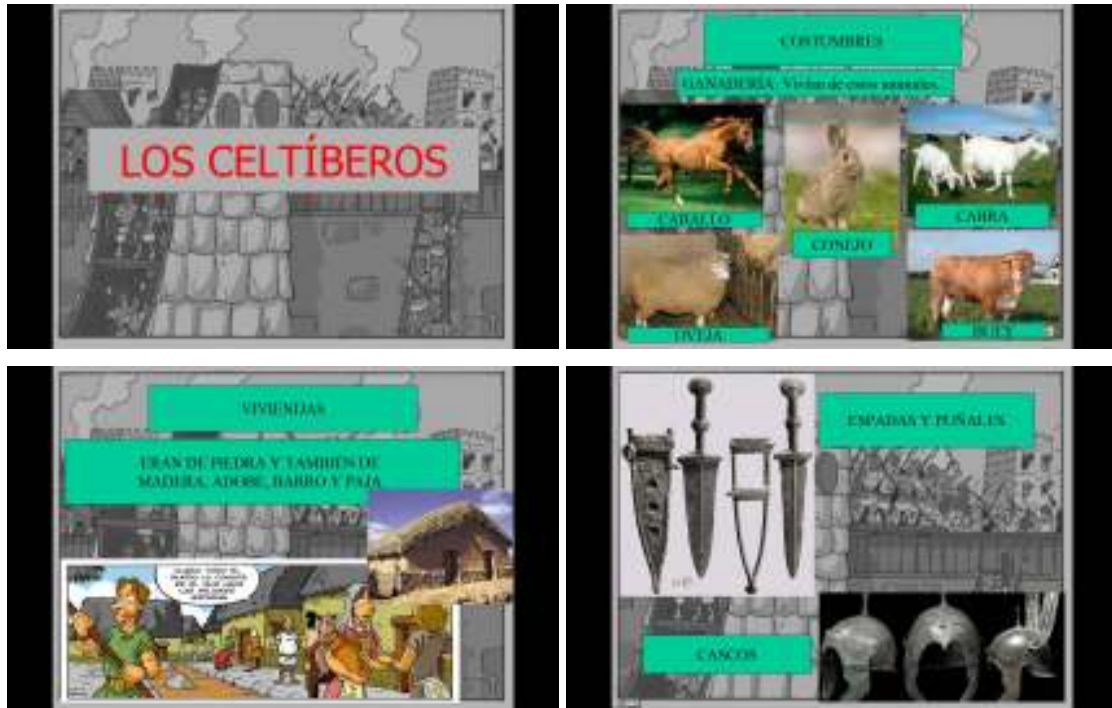 LOS CELTÍBEROS
COSTUMBRES
GANADERÍA: Vivían de estos animales.
CABALLO
CONEJO
CABRA
OVEJA
BUEY
VIVIENDAS
ERAN DE PIEDRA Y TAMBIÉN DE
MADERA, ADOBE, BARRO Y PAJA
ESPADAS Y PUÑALES
CASCOS